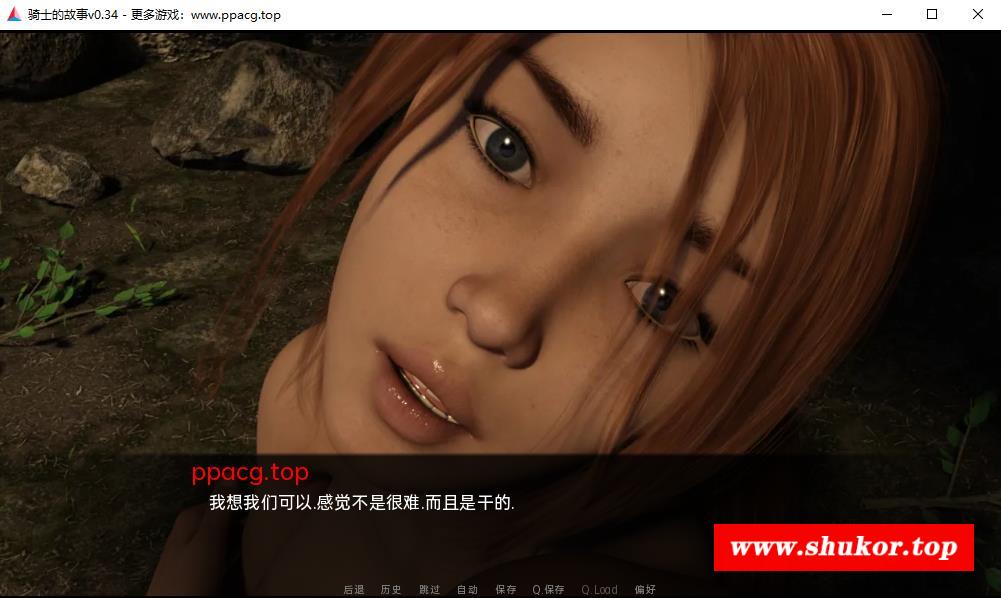 骑士的故事v0.34 - 更多游戏：www.ppacg.top
ppacg.top
我想我们可以.感觉不是很难.而且是干的.
www.shukor.top
后退 历史 跳过 自动 保存 Q.保存 Q.Load 偏好